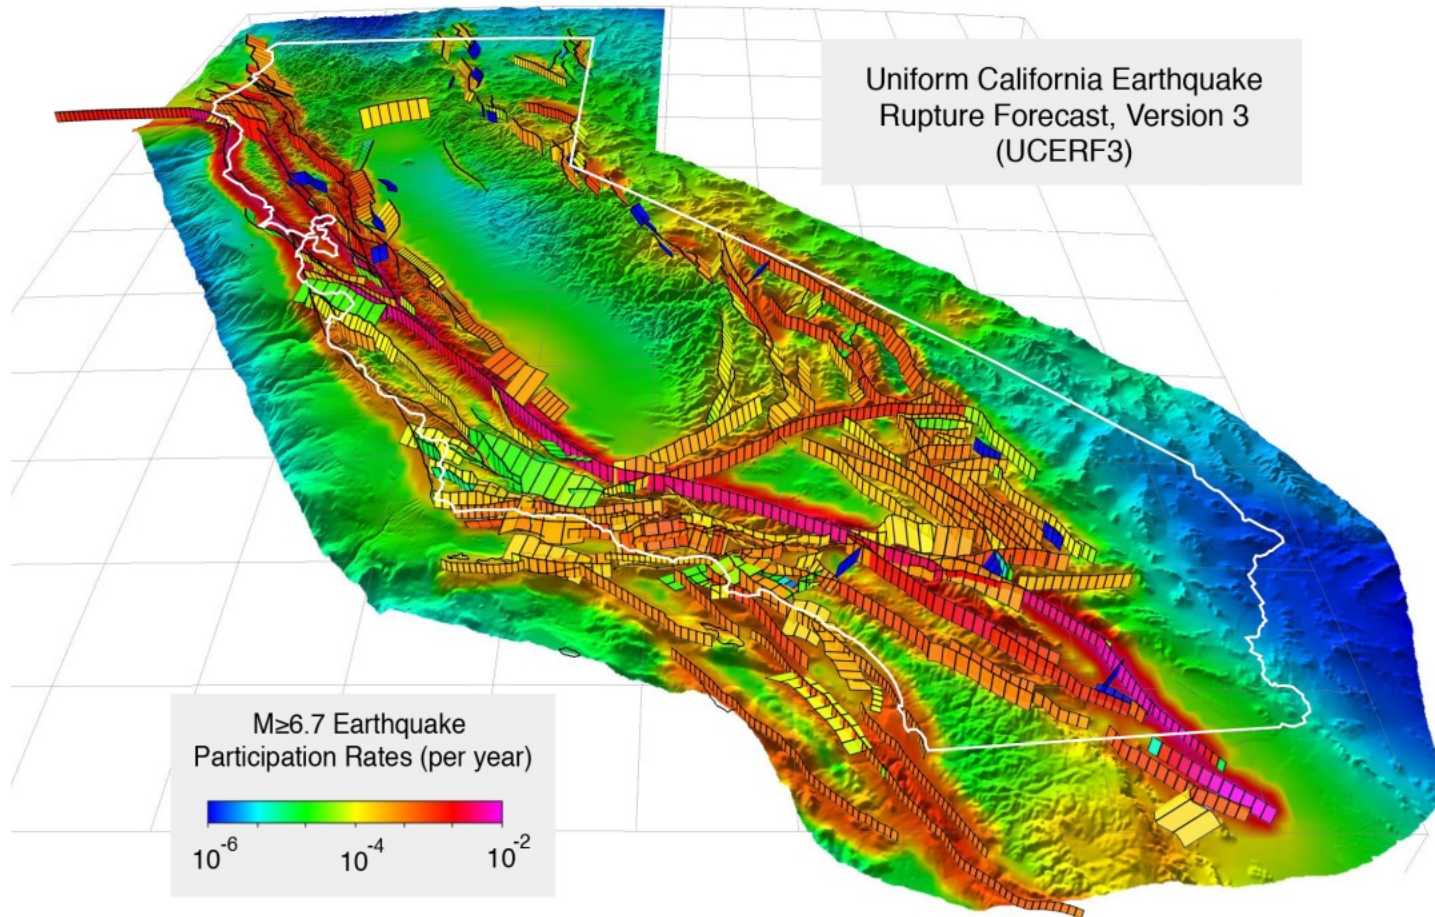 Uniform California Earthquake
Rupture Forecast, Version 3
(UCERF3)
M≥6.7 Earthquake
Participation Rates (per year)
10-6 10-4 10-2